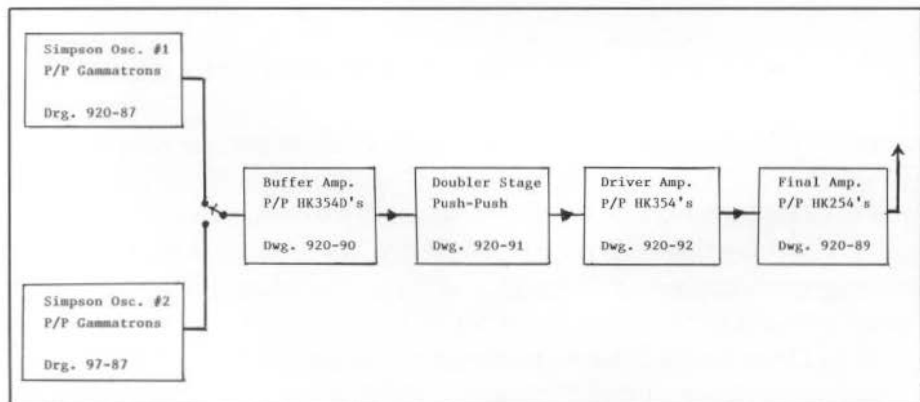 Simpson Osc. #1
P/P Gammatrons
Drg. 920-87
Buffer Amp.
P/P HK354D's
Dwg. 920-90
Doubler Stage
Push-Push
Dwg. 920-91
Driver Amp.
P/P HK354's
Dwg. 920-92
Final Amp.
P/P HK254's
Dwg. 920-89
Simpson Osc. #2
P/P Gammatrons
Drg. 97-87